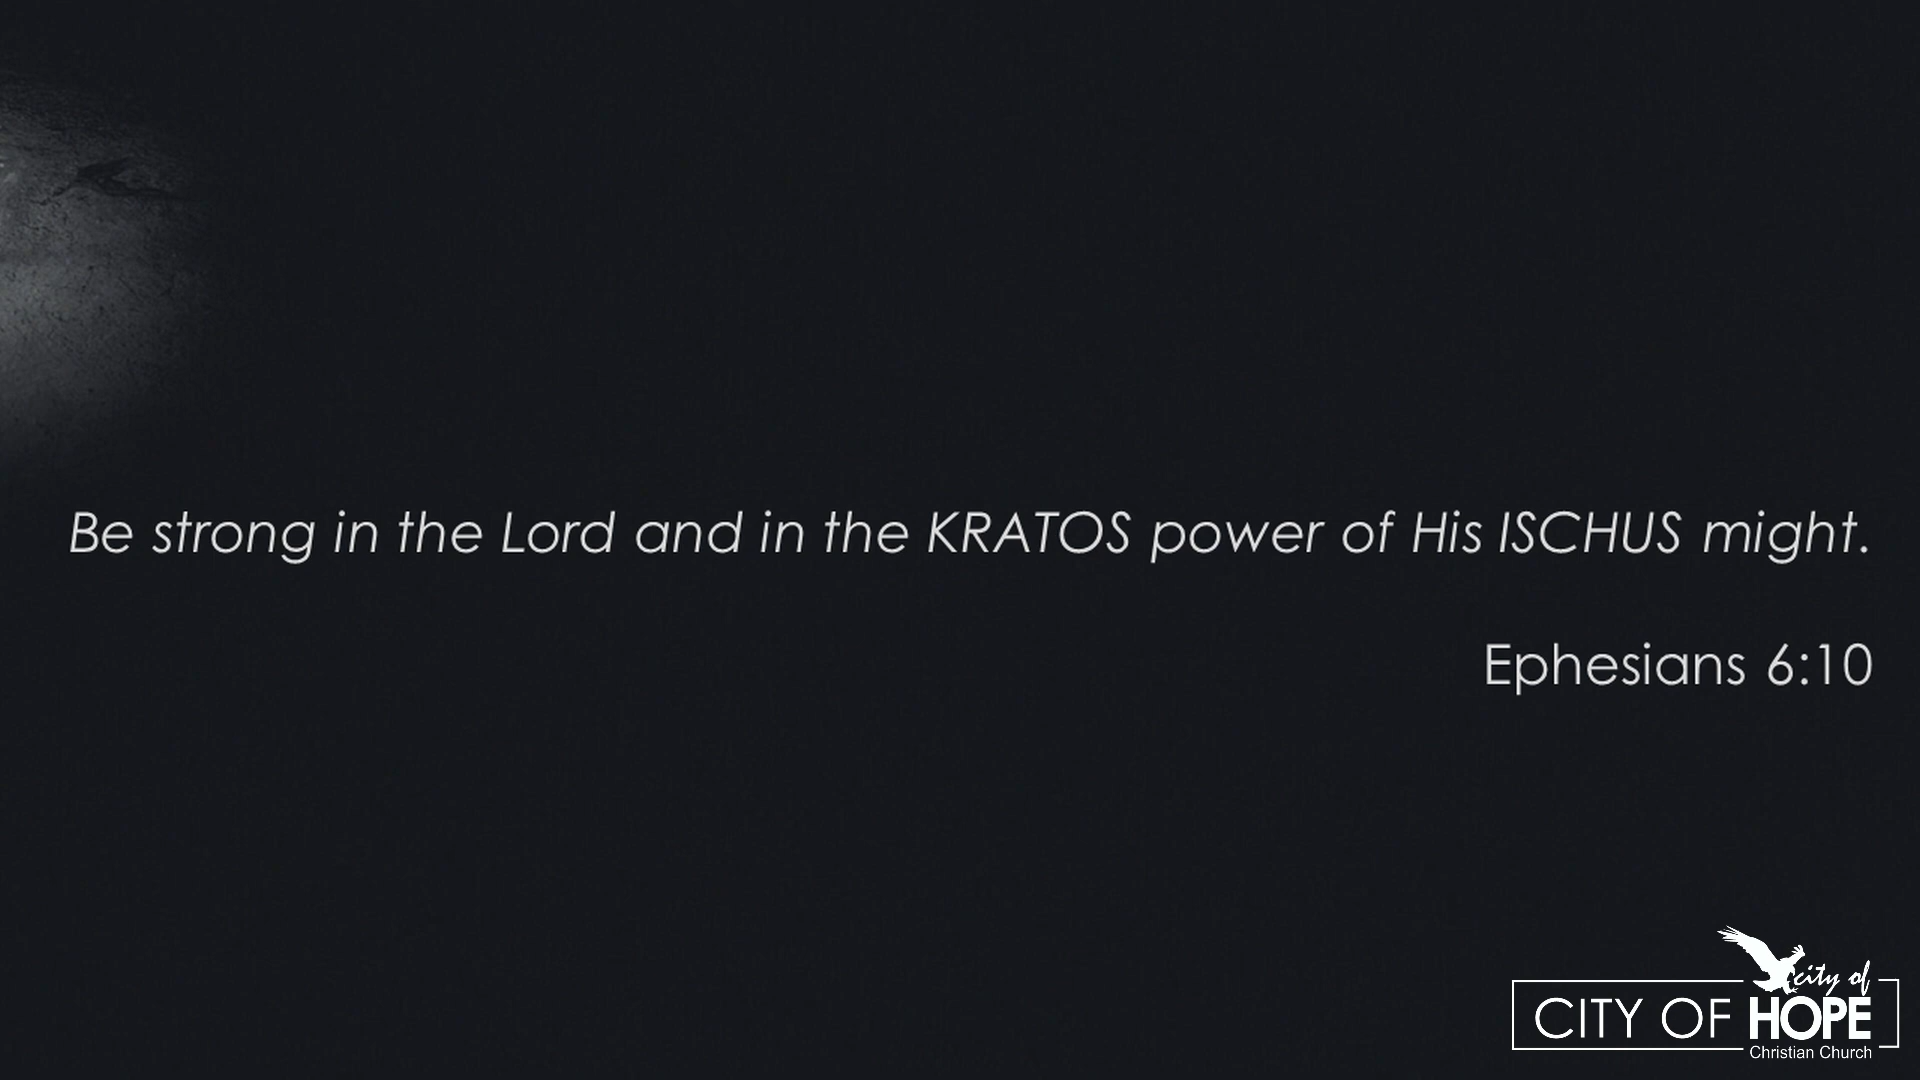 Be strong in the Lord and in the KRATOS power of His ISCHUS might.
Ephesians 6:10
city of
CITY OF HOPE
Christian Church